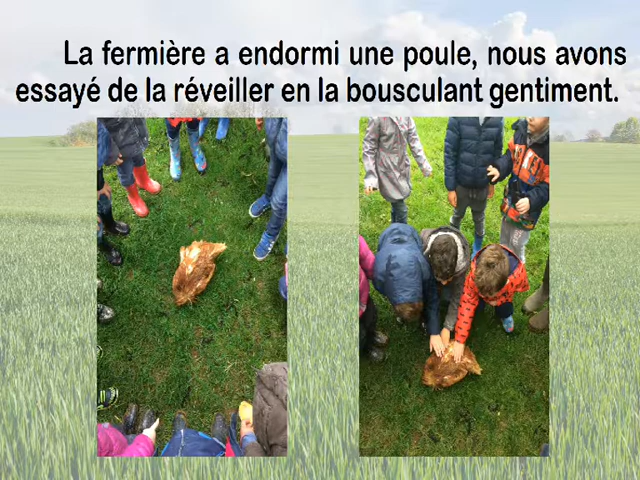 La fermière a endormi une poule, nous avons
essayé de la réveiller en la bousculant gentiment.